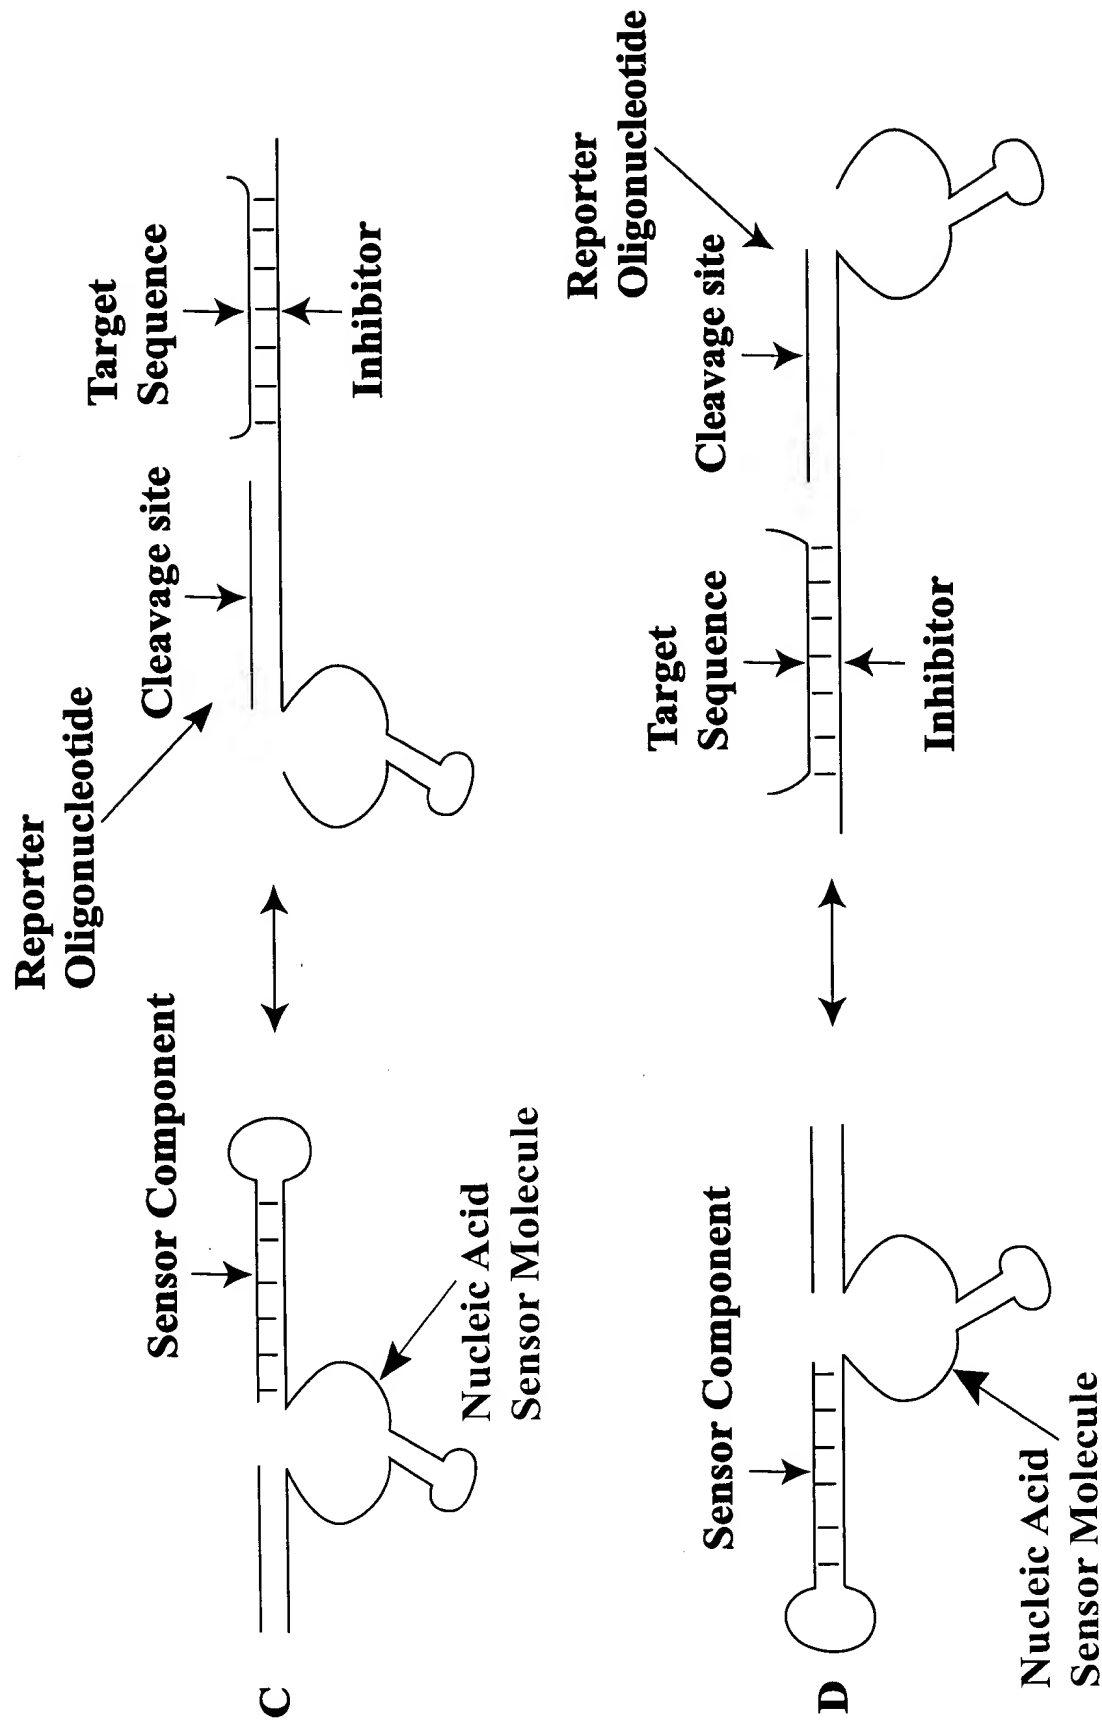 C
Sensor Component
Nucleic Acid
Sensor Molecule
Reporter
Oligonucleotide
Cleavage site
Target
Sequence
Inhibitor
D
Sensor Component
Nucleic Acid
Sensor Molecule
Target
Sequence
Inhibitor
Cleavage site
Reporter
Oligonucleotide